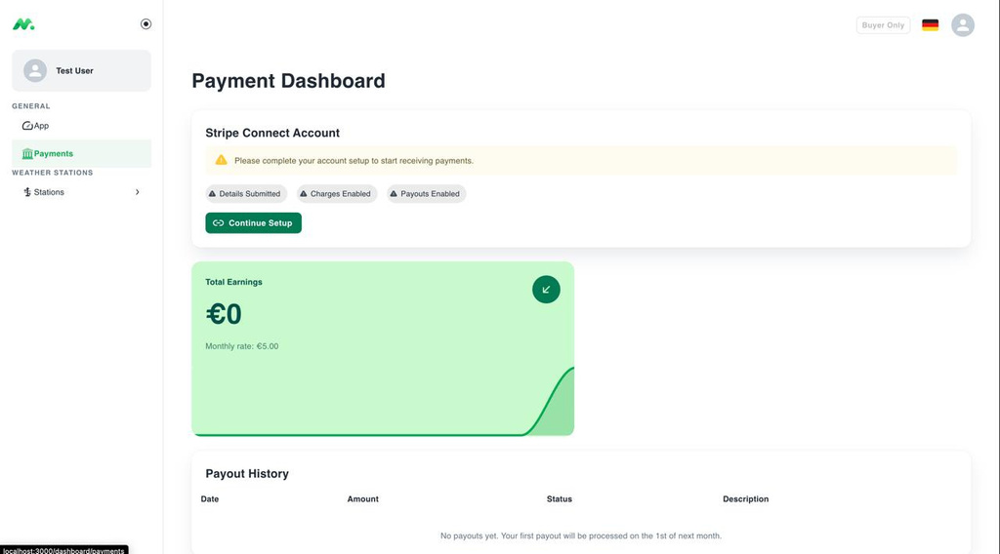 Buyer Only
Test User
GENERAL
App
Payments
WEATHER STATIONS
Stations
Payment Dashboard
Stripe Connect Account
Please complete your account setup to start receiving payments.
Details Submitted
Charges Enabled
Payouts Enabled
Continue Setup
Total Earnings
€0
Monthly rate: €5.00
Payout History
Date Amount Status Description
No payouts yet. Your first payout will be processed on the 1st of next month.
localhost:3000/dashboard/payments